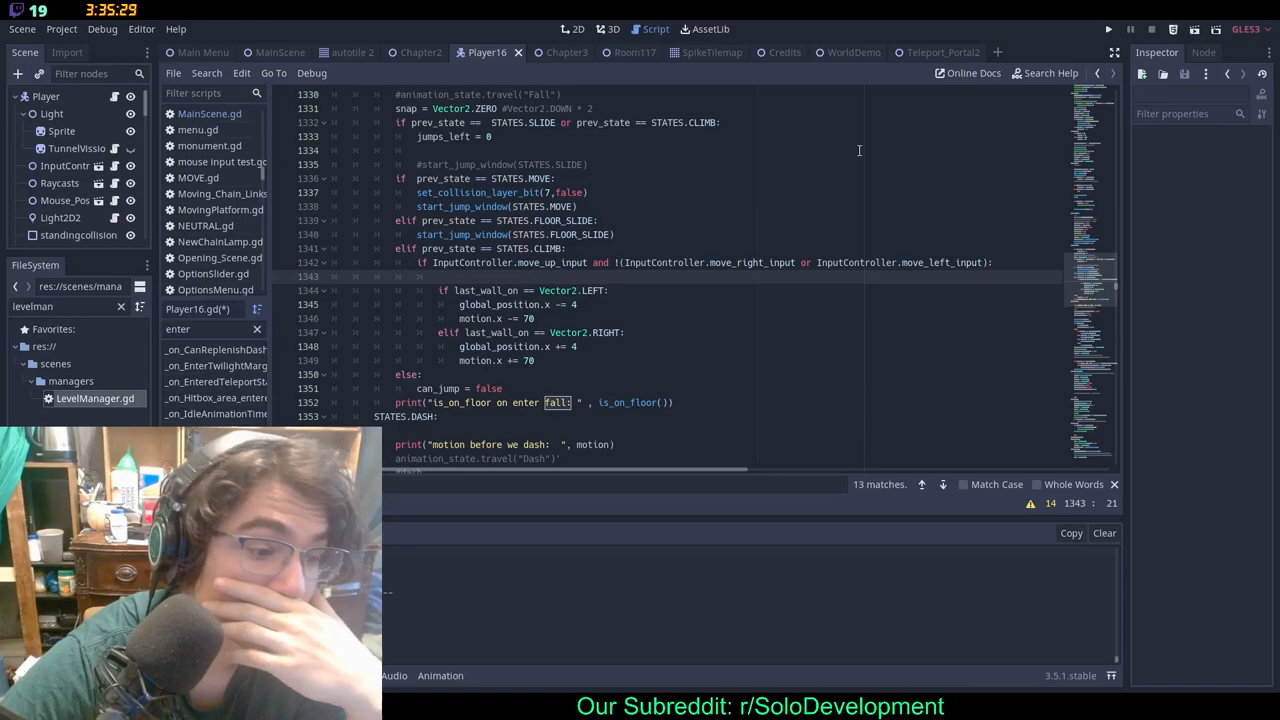 19 3:35:29
Scene Project Debug Editor Help
2D 3D Script AssetLib
GLES3
Scene Import
Main Menu MainScene autotile 2 Chapter2 Player16 Chapter3 Room117 SpikeTilemap Credits WorldDemo Teleport_Portal2
Inspector Node
Filter nodes
File Search Edit Go To Debug
Online Docs Search Help
Player
Light
Sprite
TunnelVissio
InputContr
Raycasts
Mouse_Pos
Light2D2
standingcollision
Filter scripts
MainScene.gd
menu.gd
monument.gd
mouse input test.gd
MOVE.gd
Moving_Chain_Links
MovingPlatform.gd
NEUTRAL.gd
NewChainLamp.gd
Opening_Scene.gd
OptionSlider.gd
Player16.gd(*)
enter
_on_CanReplenishDash
_on_EnterTwilightMarg
_on_EnteredTeleportSta
_on_Hitbox_area_entere
_on_IdleAnimationTime
1330 #animation_state.travel("Fall")
1331 snap = Vector2.ZERO #Vector2.DOWN * 2
1332 if prev_state == STATES.SLIDE or prev_state == STATES.CLIMB:
1333 jumps_left = 0
1334
1335 #start_jump_window(STATES.SLIDE)
1336 if prev_state == STATES.MOVE:
1337 set_collision_layer_bit(7,false)
1338 start_jump_window(STATES.MOVE)
1339 elif prev_state == STATES.FLOOR_SLIDE:
1340 start_jump_window(STATES.FLOOR_SLIDE)
1341 elif prev_state == STATES.CLIMB:
1342 if InputController.move_up_input and !(InputController.move_right_input or InputController.move_left_input):
1343
1344 if last_wall_on == Vector2.LEFT:
1345 global_position.x -= 4
1346 motion.x -= 70
1347 elif last_wall_on == Vector2.RIGHT:
1348 global_position.x += 4
1349 motion.x += 70
1350 else:
1351 can_jump = false
1352 print("is_on_floor on enter fall: " , is_on_floor())
1353 STATES.DASH:
print("motion before we dash: ", motion)
animation_state.travel("Dash")'
Filter properties
FileSystem
res://scenes/mana
levelman
Favorites:
res://
scenes
managers
LevelManager.gd
13 matches. Match Case Whole Words
14 1343 : 21
Copy Clear
--
Audio Animation
3.5.1.stable
Our Subreddit: r/SoloDevelopment